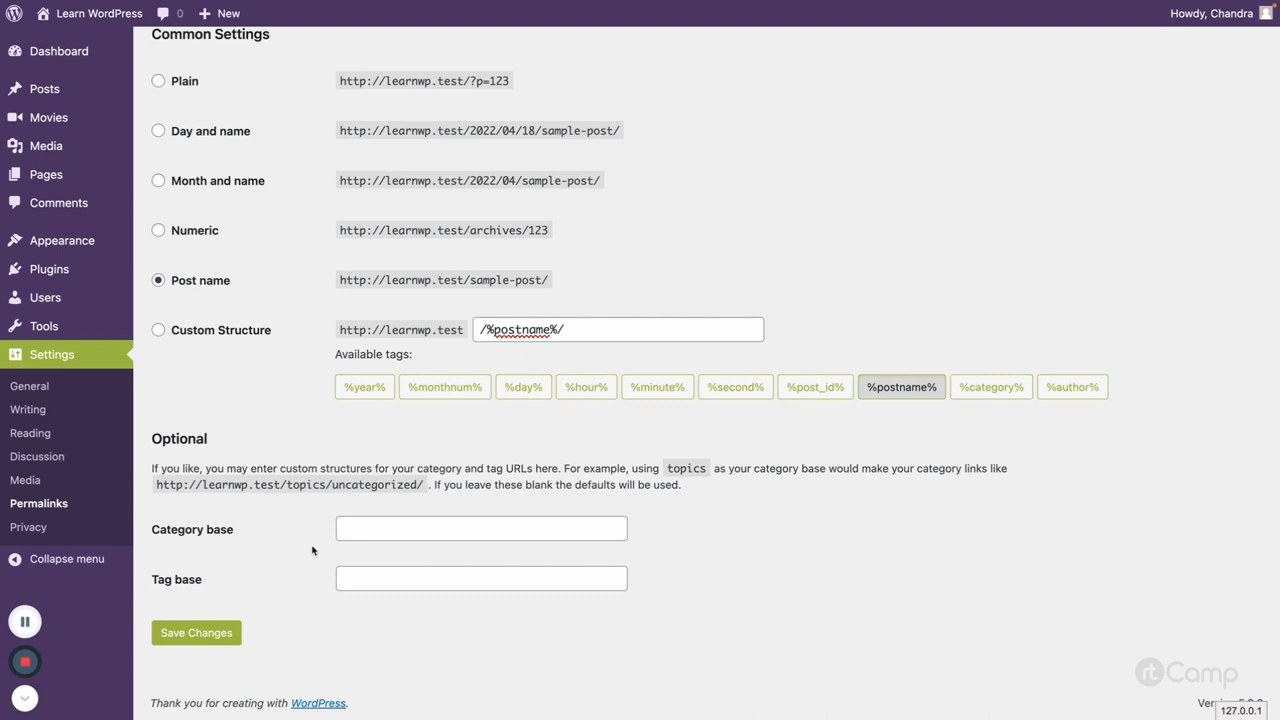 Learn WordPress
0
New
Howdy, Chandra
Dashboard
Posts
Movies
Media
Pages
Comments
Appearance
Plugins
Users
Tools
Settings
General
Writing
Reading
Discussion
Media
Permalinks
Privacy
Collapse menu
Common Settings
Plain http://learnwp.test/?p=123
Day and name http://learnwp.test/2022/04/18/sample-post/
Month and name http://learnwp.test/2022/04/sample-post/
Numeric http://learnwp.test/archives/123
Post name http://learnwp.test/sample-post/
Custom Structure http://learnwp.test /%postname%/
Available tags:
%year% %monthnum% %day% %hour% %minute% %second% %post_id% %postname% %category% %author%
Optional
If you like, you may enter custom structures for your category and tag URLs here. For example, using topics as your category base would make your category links like
http://learnwp.test/topics/uncategorized/ . If you leave these blank the defaults will be used.
Category base
Tag base
Save Changes
rtCamp
Thank you for creating with WordPress.
127.0.0.1